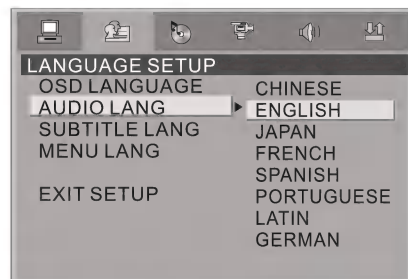 LANGUAGE SETUP
OSD LANGUAGE
AUDIO LANG
SUBTITLE LANG
MENU LANG
EXIT SETUP
CHINESE
ENGLISH
JAPAN
FRENCH
SPANISH
PORTUGUESE
LATIN
GERMAN